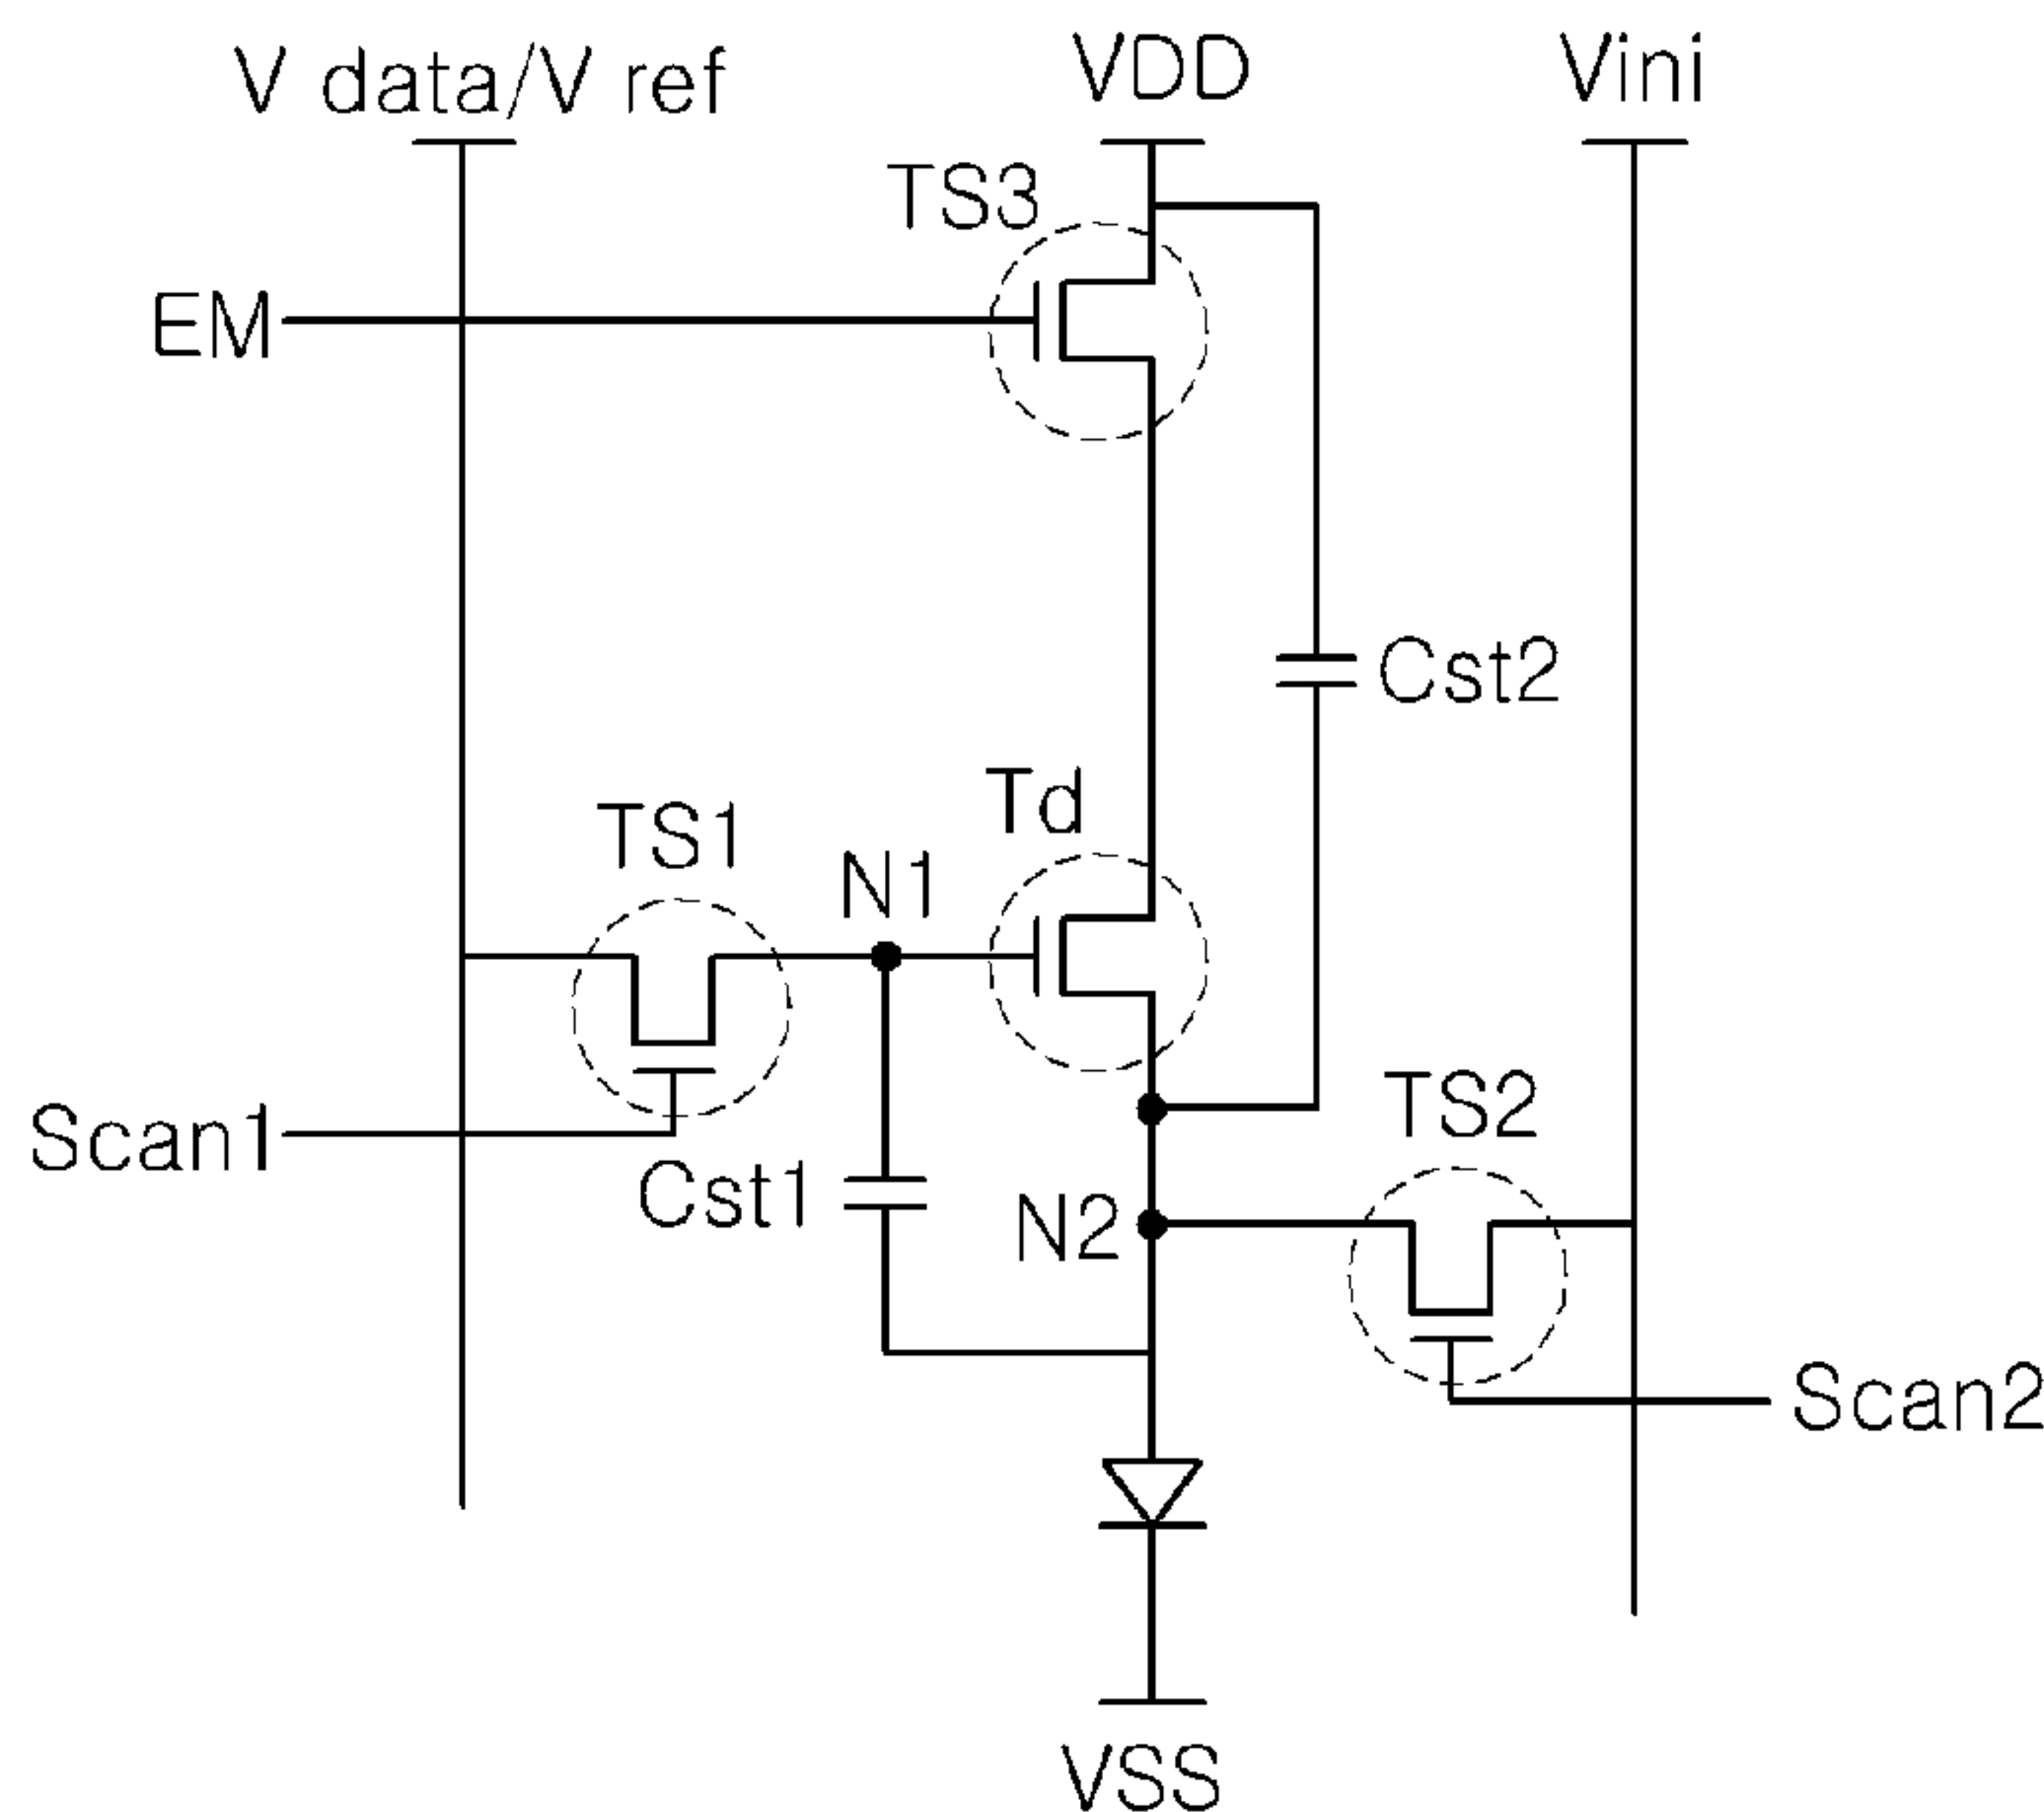 V data/V ref
VDD
Vini
TS3
EM
Cst2
Td
TS1
N1
TS2
Scan1
Cst1
N2
Scan2
VSS